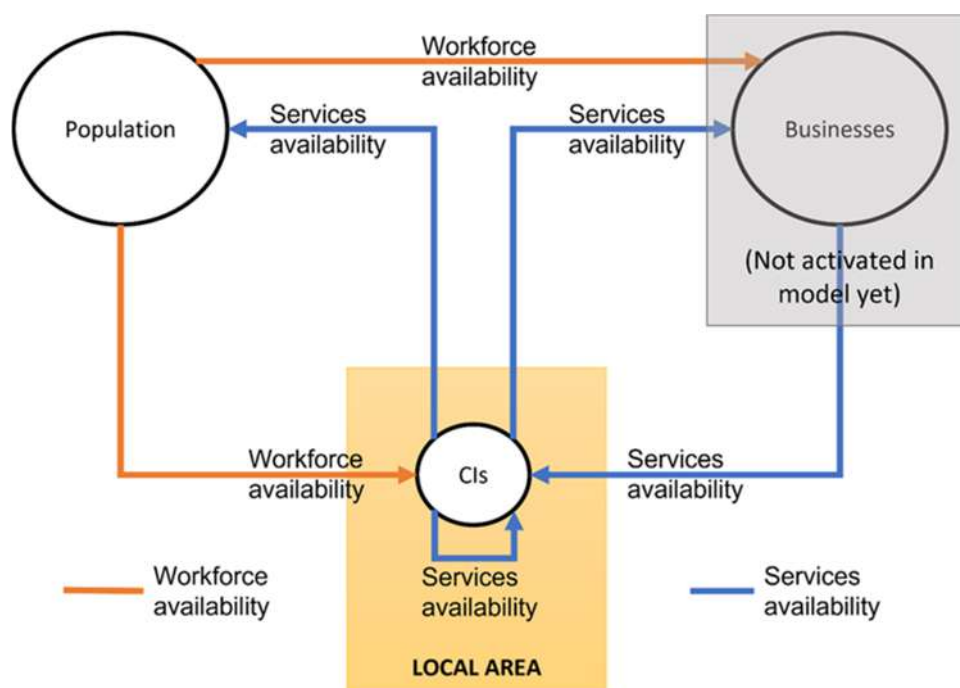 Workforce
availability
Population
Services
availability
Services
availability
Businesses
(Not activated in
model yet)
Workforce
availability
CIs
Services
availability
Workforce
availability
Services
availability
Services
availability
LOCAL AREA